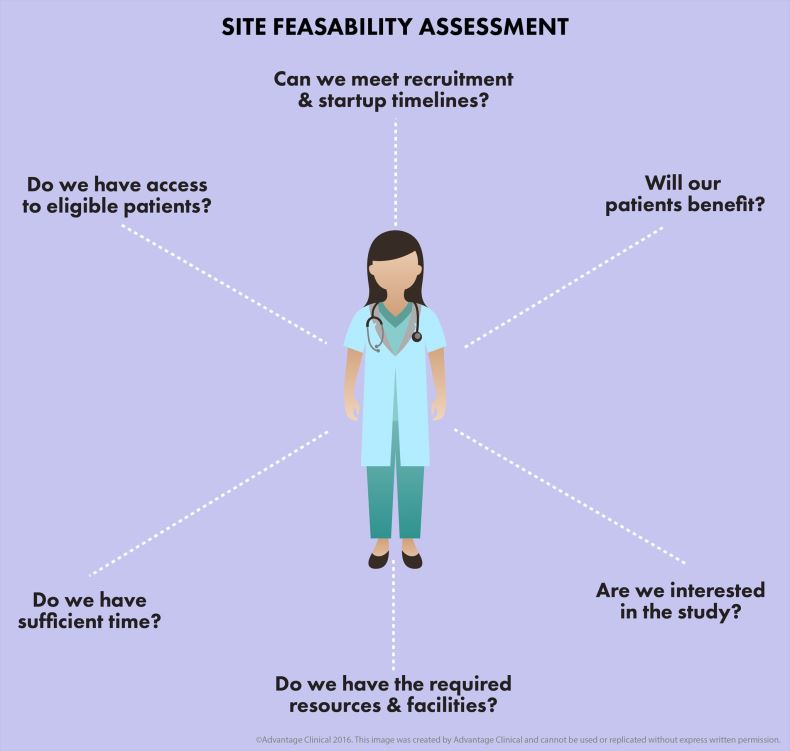 SITE FEASABILITY ASSESSMENT
Can we meet recruitment
& startup timelines?
Do we have access
to eligible patients?
Will our
patients benefit?
Do we have
sufficient time?
Are we interested
in the study?
Do we have the required
resources & facilities?
©Advantage Clinical 2016. This image was created by Advantage Clinical and cannot be used or replicated without express written permission.